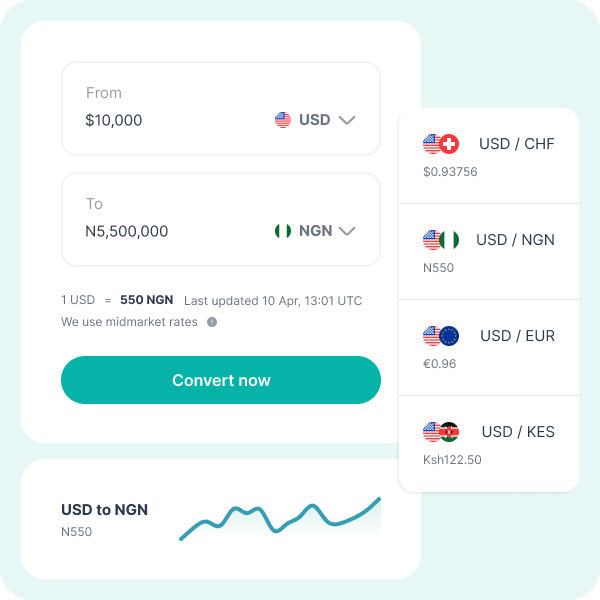 From
$10,000
USD
To
N5,500,000
NGN
1 USD = 550 NGN Last updated 10 Apr, 13:01 UTC
We use midmarket rates
Convert now
USD to NGN
N550
USD / CHF
$0.93756
USD / NGN
N550
USD / EUR
€0.96
USD / KES
Ksh122.50